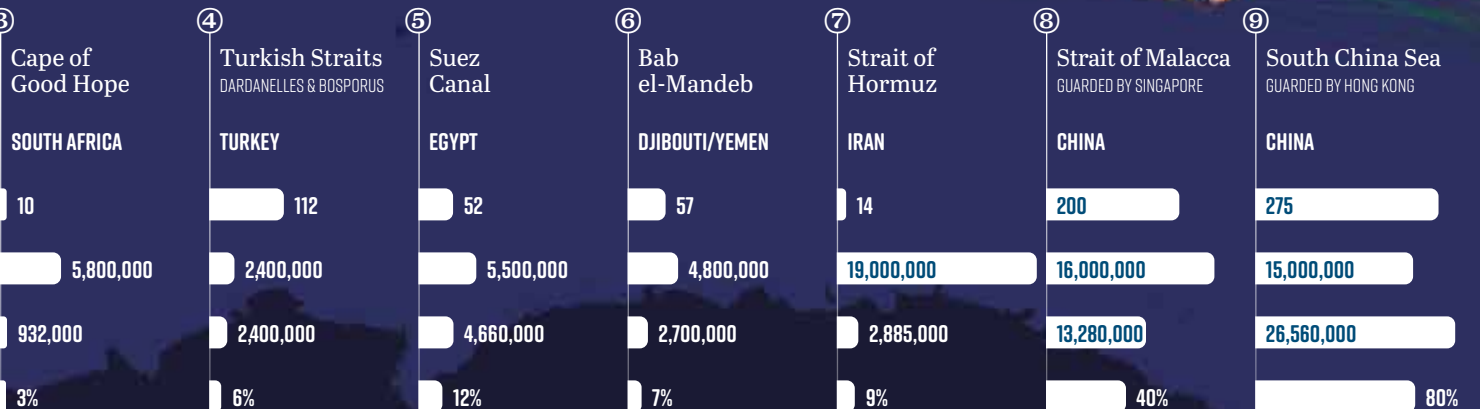 ③
Cape of
Good Hope
SOUTH AFRICA
10
5,800,000
932,000
3%
④
Turkish Straits
DARDANELLES & BOSPORUS
TURKEY
112
2,400,000
2,400,000
6%
⑤
Suez
Canal
EGYPT
52
5,500,000
4,660,000
12%
⑥
Bab
el-Mandeb
DJIBOUTI/YEMEN
57
4,800,000
2,700,000
7%
⑦
Strait of
Hormuz
IRAN
14
19,000,000
2,885,000
9%
⑧
Strait of Malacca
GUARDED BY SINGAPORE
CHINA
200
16,000,000
13,280,000
40%
⑨
South China Sea
GUARDED BY HONG KONG
CHINA
275
15,000,000
26,560,000
80%